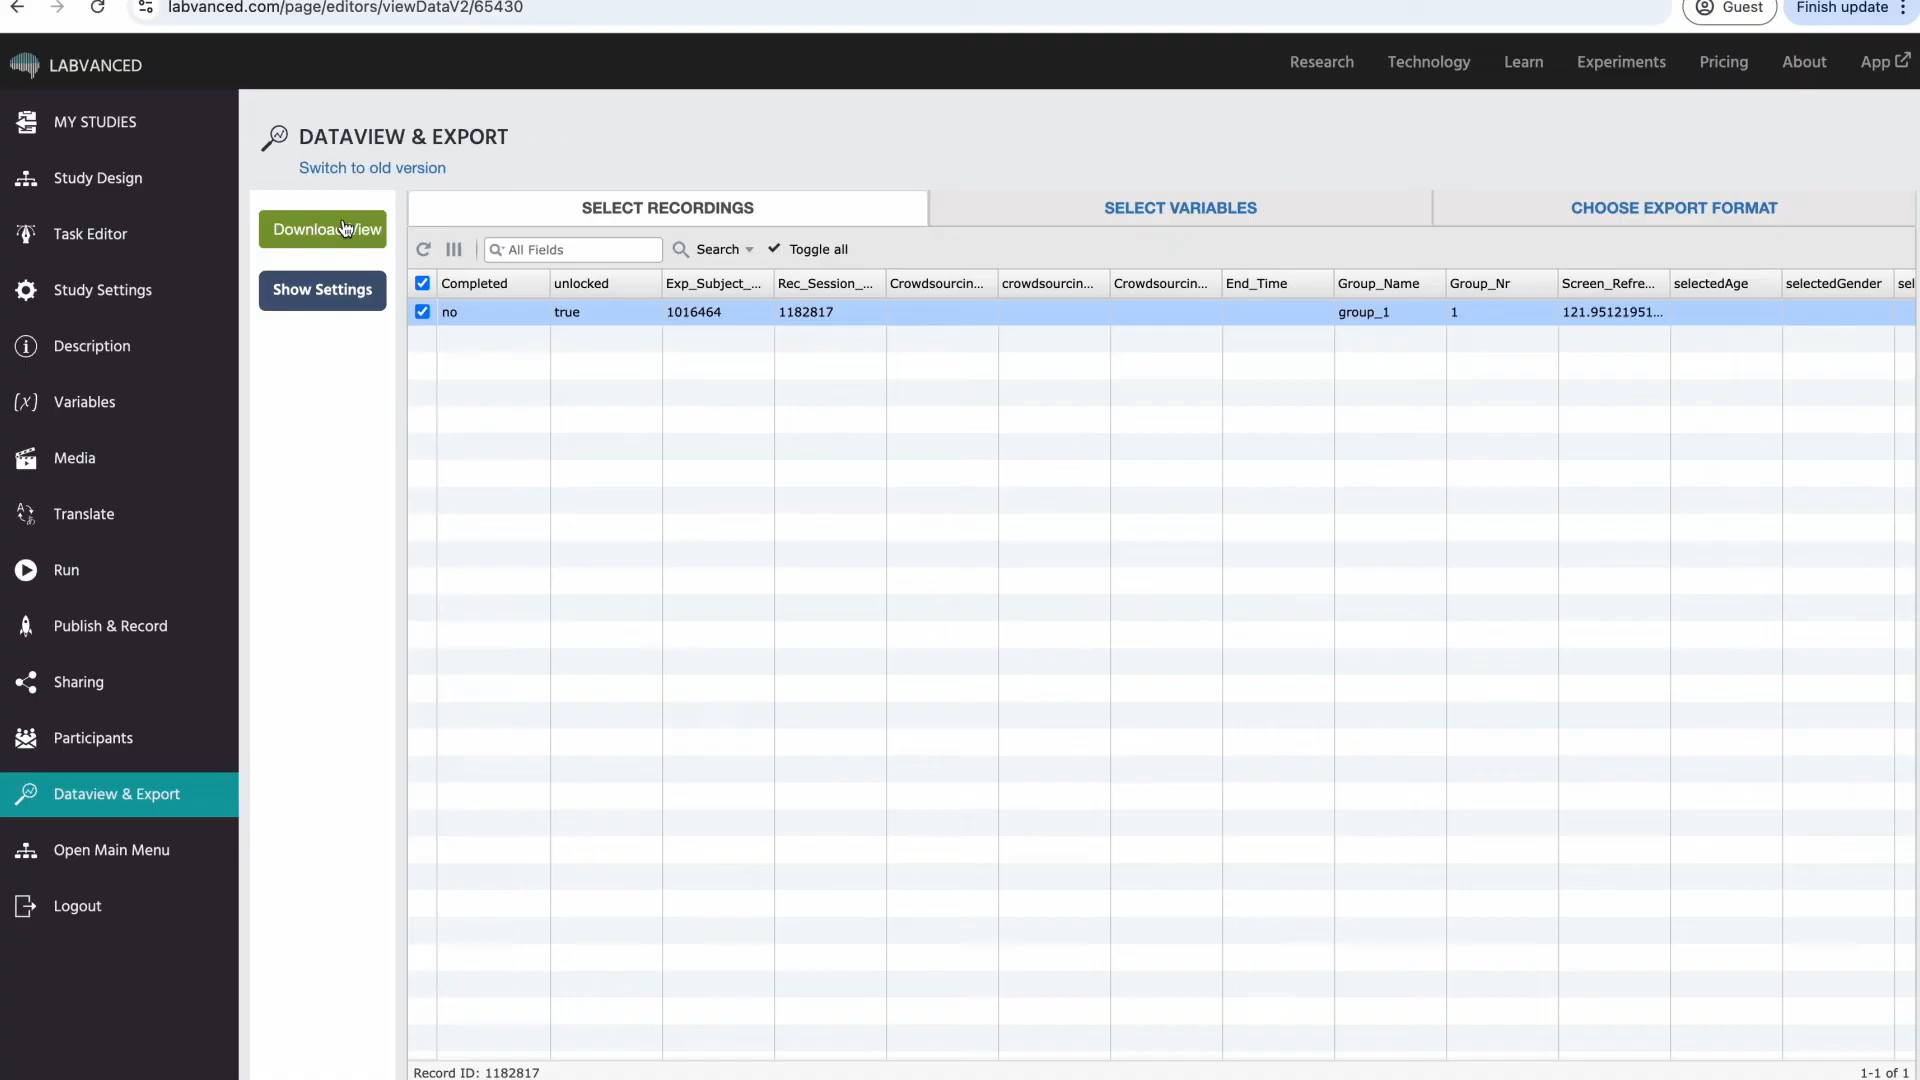 labvanced.com/page/editors/viewDataV2/65430
Guest
Finish update
LABVANCED
Research
Technology
Learn
Experiments
Pricing
About
App
MY STUDIES
Study Design
Task Editor
Study Settings
Description
Variables
Media
Translate
Run
Publish & Record
Sharing
Participants
Dataview & Export
Open Main Menu
Logout
DATAVIEW & EXPORT
Switch to old version
Show Settings
SELECT RECORDINGS
SELECT VARIABLES
CHOOSE EXPORT FORMAT
All Fields
Search
Toggle all
Completed unlocked Exp_Subject_... Rec_Session_... Crowdsourcin... crowdsourcin... Crowdsourcin... End_Time Group_Name Group_Nr Screen_Refre... selectedAge selectedGender sel
no true 1016464 1182817 group_1 1 121.95121951...
Record ID: 1182817
1-1 of 1